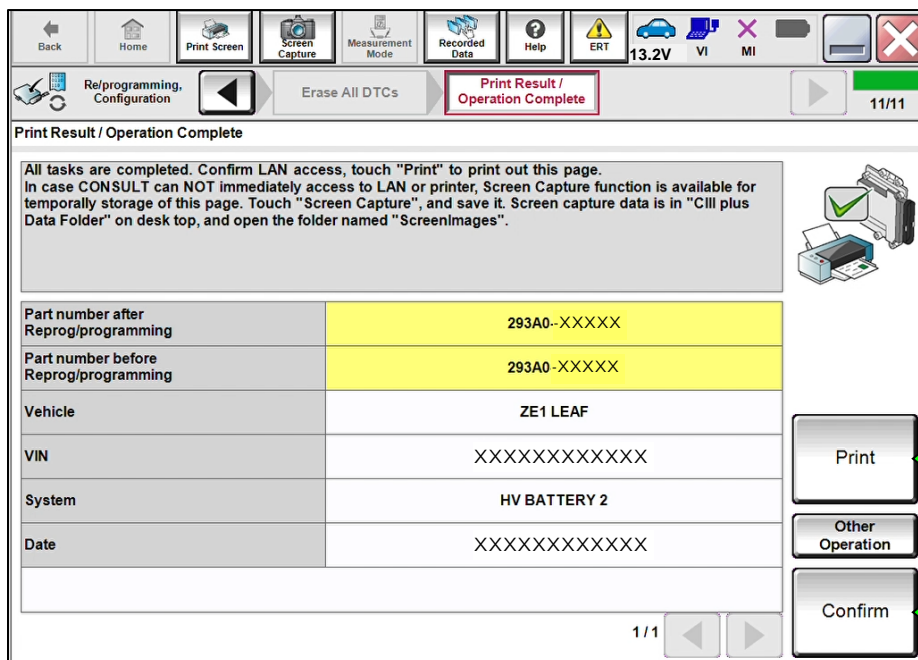 Back
Home
Print Screen
Screen
Capture
Measurement
Mode
Recorded
Data
Help
ERT
13.2V
VI
MI
Re/programming,
Configuration
Erase All DTCs
Print Result /
Operation Complete
11/11
Print Result / Operation Complete
All tasks are completed. Confirm LAN access, touch "Print" to print out this page.
In case CONSULT can NOT immediately access to LAN or printer, Screen Capture function is available for
temporally storage of this page. Touch "Screen Capture", and save it. Screen capture data is in "CIII plus
Data Folder" on desk top, and open the folder named "ScreenImages".
Part number after
Reprog/programming
293A0--XXXXX
Part number before
Reprog/programming
293A0-XXXXX
Vehicle
ZE1 LEAF
VIN
XXXXXXXXXXXX
System
HV BATTERY 2
Date
XXXXXXXXXXXX
Print
Other
Operation
Confirm
1/1